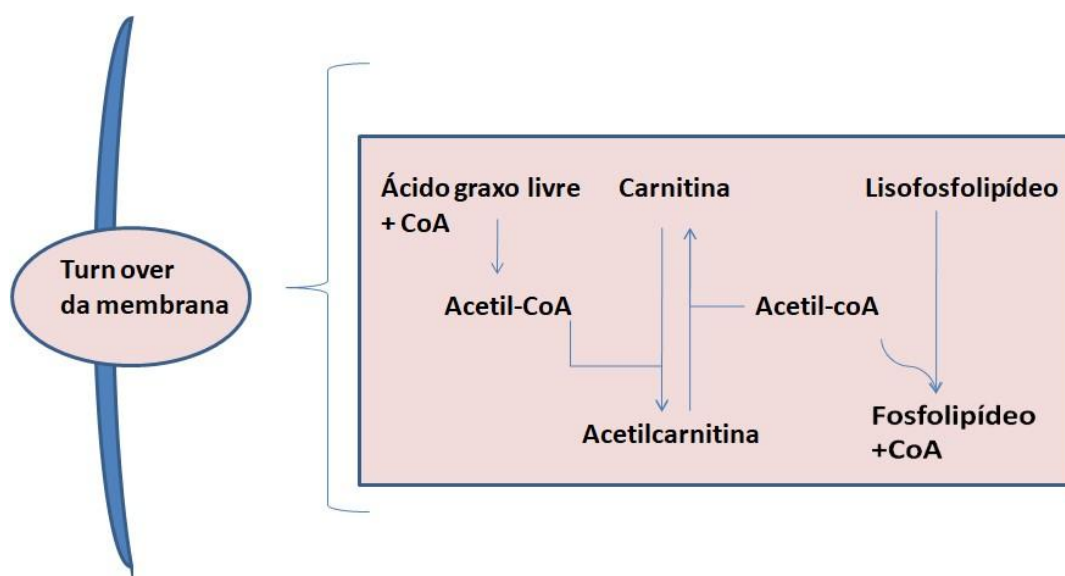 Turn over
da membrana
Ácido graxo livre
+ CoA
Carnitina
Lisofosfolipídeo
Acetil-CoA
Acetil-coA
Acetilcarnitina
Fosfolipídeo
+CoA